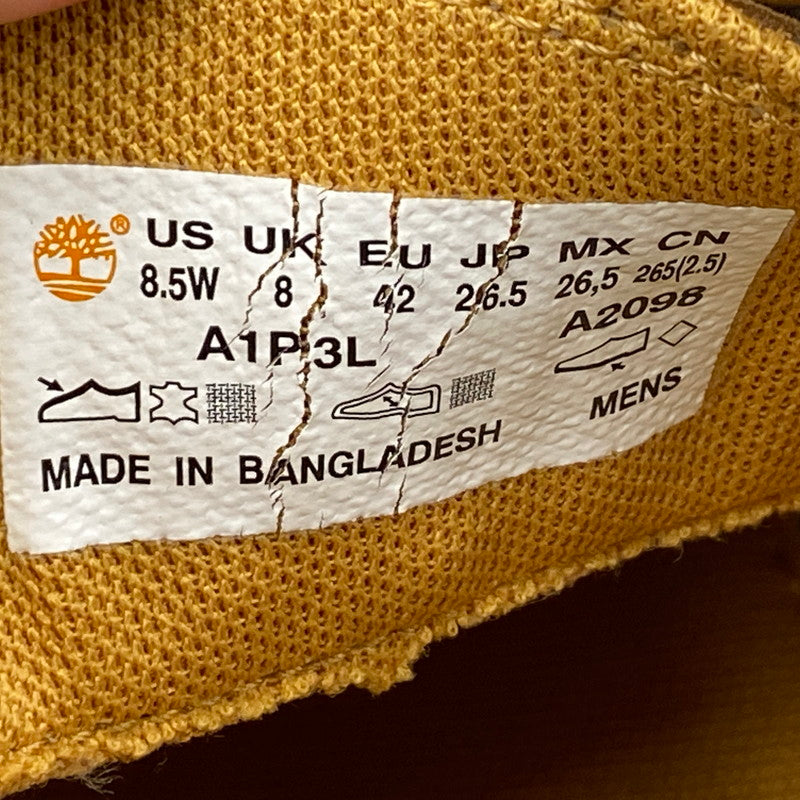 ® US UK EU JP MX CN
8.5W 8 42 26.5 26,5 265(2.5)
A1P3L A2098
MENS
MADE IN BANGLADESH